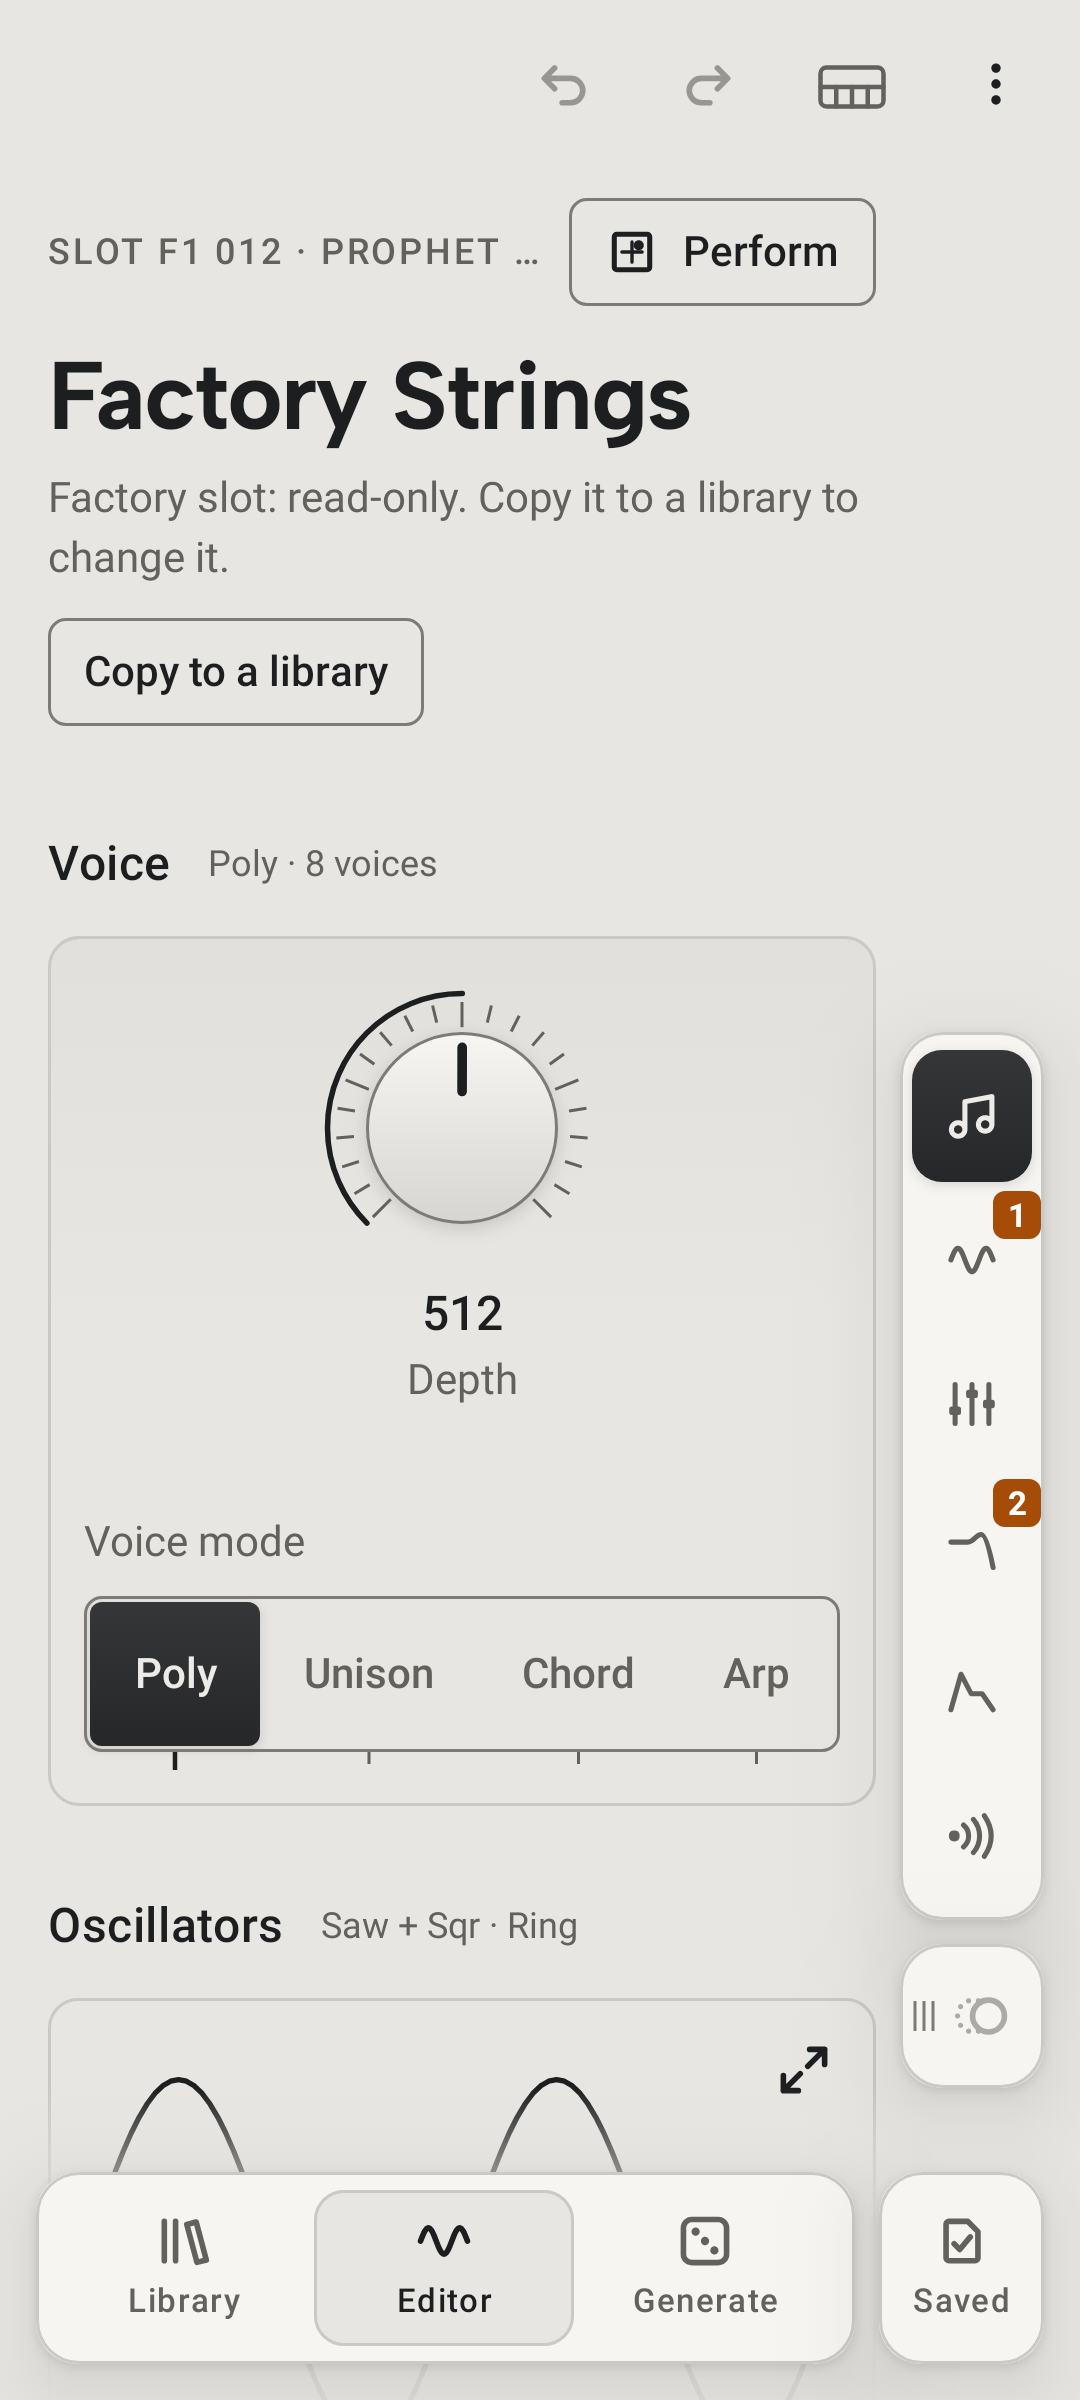 SLOT F1 012 · PROPHET …
Perform
Factory Strings
Factory slot: read-only. Copy it to a library to
change it.
Copy to a library
Voice
Poly · 8 voices
512
Depth
Voice mode
Poly
Unison
Chord
Arp
1
2
Oscillators
Saw + Sqr · Ring
Library
Editor
Generate
Saved